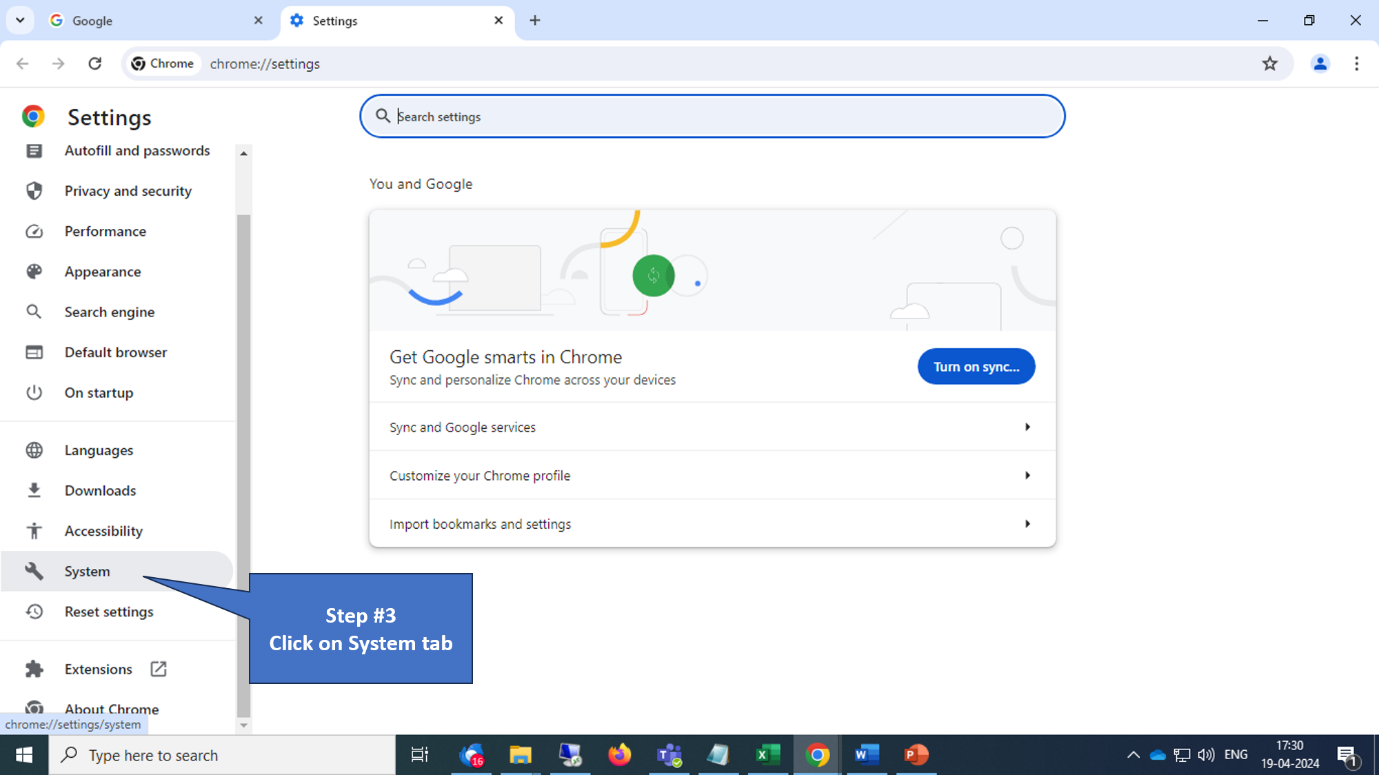 Google
Settings
Chrome
chrome://settings
Settings
Search settings
Autofill and passwords
Privacy and security
Performance
Appearance
Search engine
Default browser
On startup
Languages
Downloads
Accessibility
System
Reset settings
Extensions
About Chrome
chrome://settings/system
You and Google
Get Google smarts in Chrome
Sync and personalize Chrome across your devices
Turn on sync...
Sync and Google services
Customize your Chrome profile
Import bookmarks and settings
Step #3
Click on System tab
Type here to search
16
ENG
17:30
19-04-2024
1